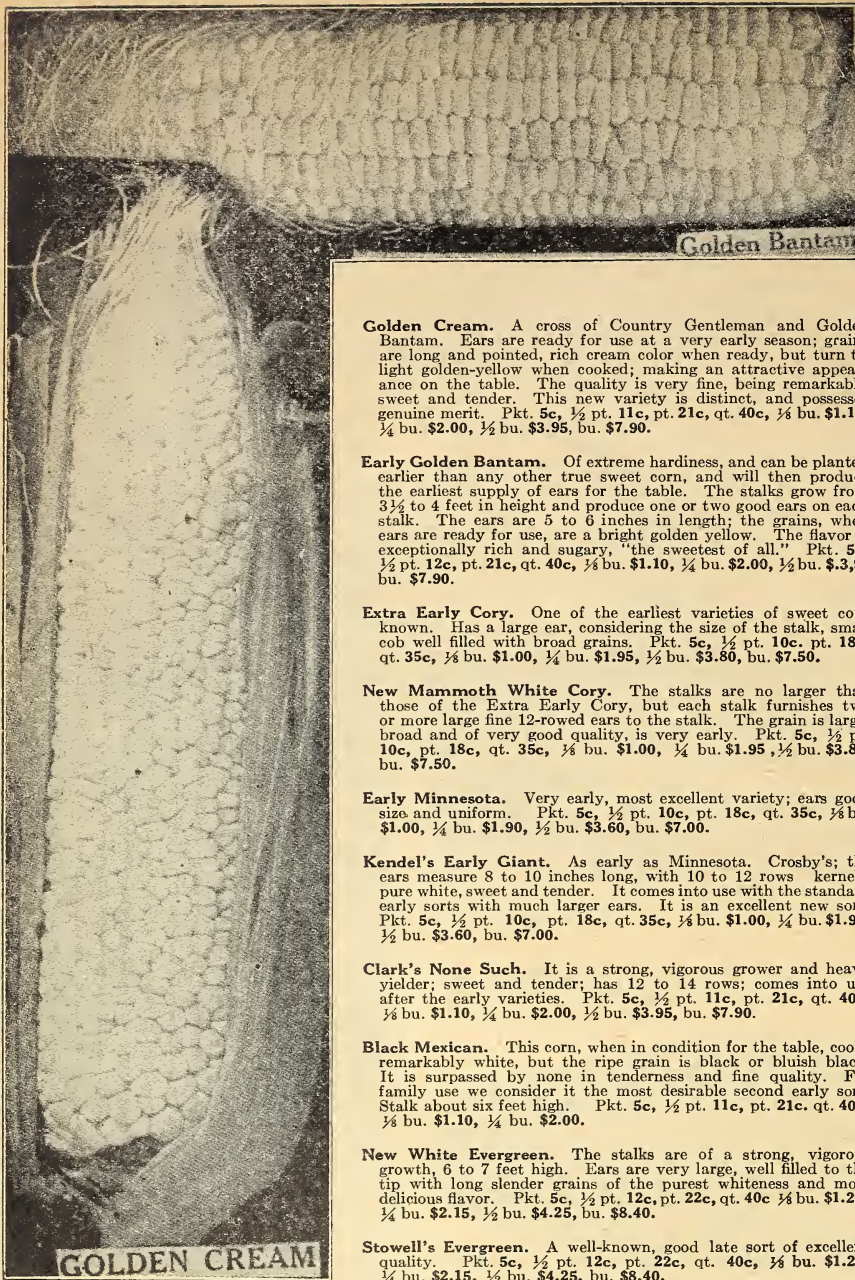 Golden Bantam
Golden Cream. A cross of Country Gentleman and Golde
Bantam. Ears are ready for use at a very early season; grain
are long and pointed, rich cream color when ready, but turn t
light golden-yellow when cooked; making an attractive appea
ance on the table. The quality is very fine, being remarkabl
sweet and tender. This new variety is distinct, and possess
genuine merit. Pkt. 5c, ½ pt. 11c, pt. 21c, qt. 40c, ⅛ bu. $1.1
¼ bu. $2.00, ½ bu. $3.95, bu. $7.90.
Early Golden Bantam. Of extreme hardiness, and can be plante
earlier than any other true sweet corn, and will then produ
the earliest supply of ears for the table. The stalks grow fro
3½ to 4 feet in height and produce one or two good ears on eac
stalk. The ears are 5 to 6 inches in length; the grains, whe
ears are ready for use, are a bright golden yellow. The flavor
exceptionally rich and sugary, "the sweetest of all." Pkt. 5
½ pt. 12c, pt. 21c, qt. 40c, ⅛ bu. $1.10, ¼ bu. $2.00, ½ bu. $.3,
bu. $7.90.
Extra Early Cory. One of the earliest varieties of sweet co
known. Has a large ear, considering the size of the stalk, sma
cob well filled with broad grains. Pkt. 5c, ½ pt. 10c. pt. 18
qt. 35c, ⅛ bu. $1.00, ¼ bu. $1.95, ½ bu. $3.80, bu. $7.50.
New Mammoth White Cory. The stalks are no larger tha
those of the Extra Early Cory, but each stalk furnishes tw
or more large fine 12-rowed ears to the stalk. The grain is larg
broad and of very good quality, is very early. Pkt. 5c, ½ p
10c, pt. 18c, qt. 35c, ⅛ bu. $1.00, ¼ bu. $1.95 ,½ bu. $3.8
bu. $7.50.
Early Minnesota. Very early, most excellent variety; ears goo
size and uniform. Pkt. 5c, ½ pt. 10c, pt. 18c, qt. 35c, ⅛ b
$1.00, ¼ bu. $1.90, ½ bu. $3.60, bu. $7.00.
Kendel's Early Giant. As early as Minnesota. Crosby's; t
ears measure 8 to 10 inches long, with 10 to 12 rows kerne
pure white, sweet and tender. It comes into use with the standa
early sorts with much larger ears. It is an excellent new sor
Pkt. 5c, ½ pt. 10c, pt. 18c, qt. 35c, ⅛ bu. $1.00, ¼ bu. $1.9
½ bu. $3.60, bu. $7.00.
Clark's None Such. It is a strong, vigorous grower and heav
yielder; sweet and tender; has 12 to 14 rows; comes into u
after the early varieties. Pkt. 5c, ½ pt. 11c, pt. 21c, qt. 40
⅛ bu. $1.10, ¼ bu. $2.00, ½ bu. $3.95, bu. $7.90.
Black Mexican. This corn, when in condition for the table, coo
remarkably white, but the ripe grain is black or bluish blac
It is surpassed by none in tenderness and fine quality. F
family use we consider it the most desirable second early sor
Stalk about six feet high. Pkt. 5c, ½ pt. 11c, pt. 21c. qt. 40
⅛ bu. $1.10, ¼ bu. $2.00.
New White Evergreen. The stalks are of a strong, vigoro
growth, 6 to 7 feet high. Ears are very large, well filled to th
tip with long slender grains of the purest whiteness and mo
delicious flavor. Pkt. 5c, ½ pt. 12c, pt. 22c, qt. 40c ⅛ bu. $1.2
¼ bu. $2.15, ½ bu. $4.25, bu. $8.40.
Stowell's Evergreen. A well-known, good late sort of excelle
quality. Pkt. 5c, ½ pt. 12c, pt. 22c, qt. 40c, ⅛ bu. $1.2
¼ bu. $2.15, ½ bu. $4.25, bu. $8.40.
GOLDEN CREAM